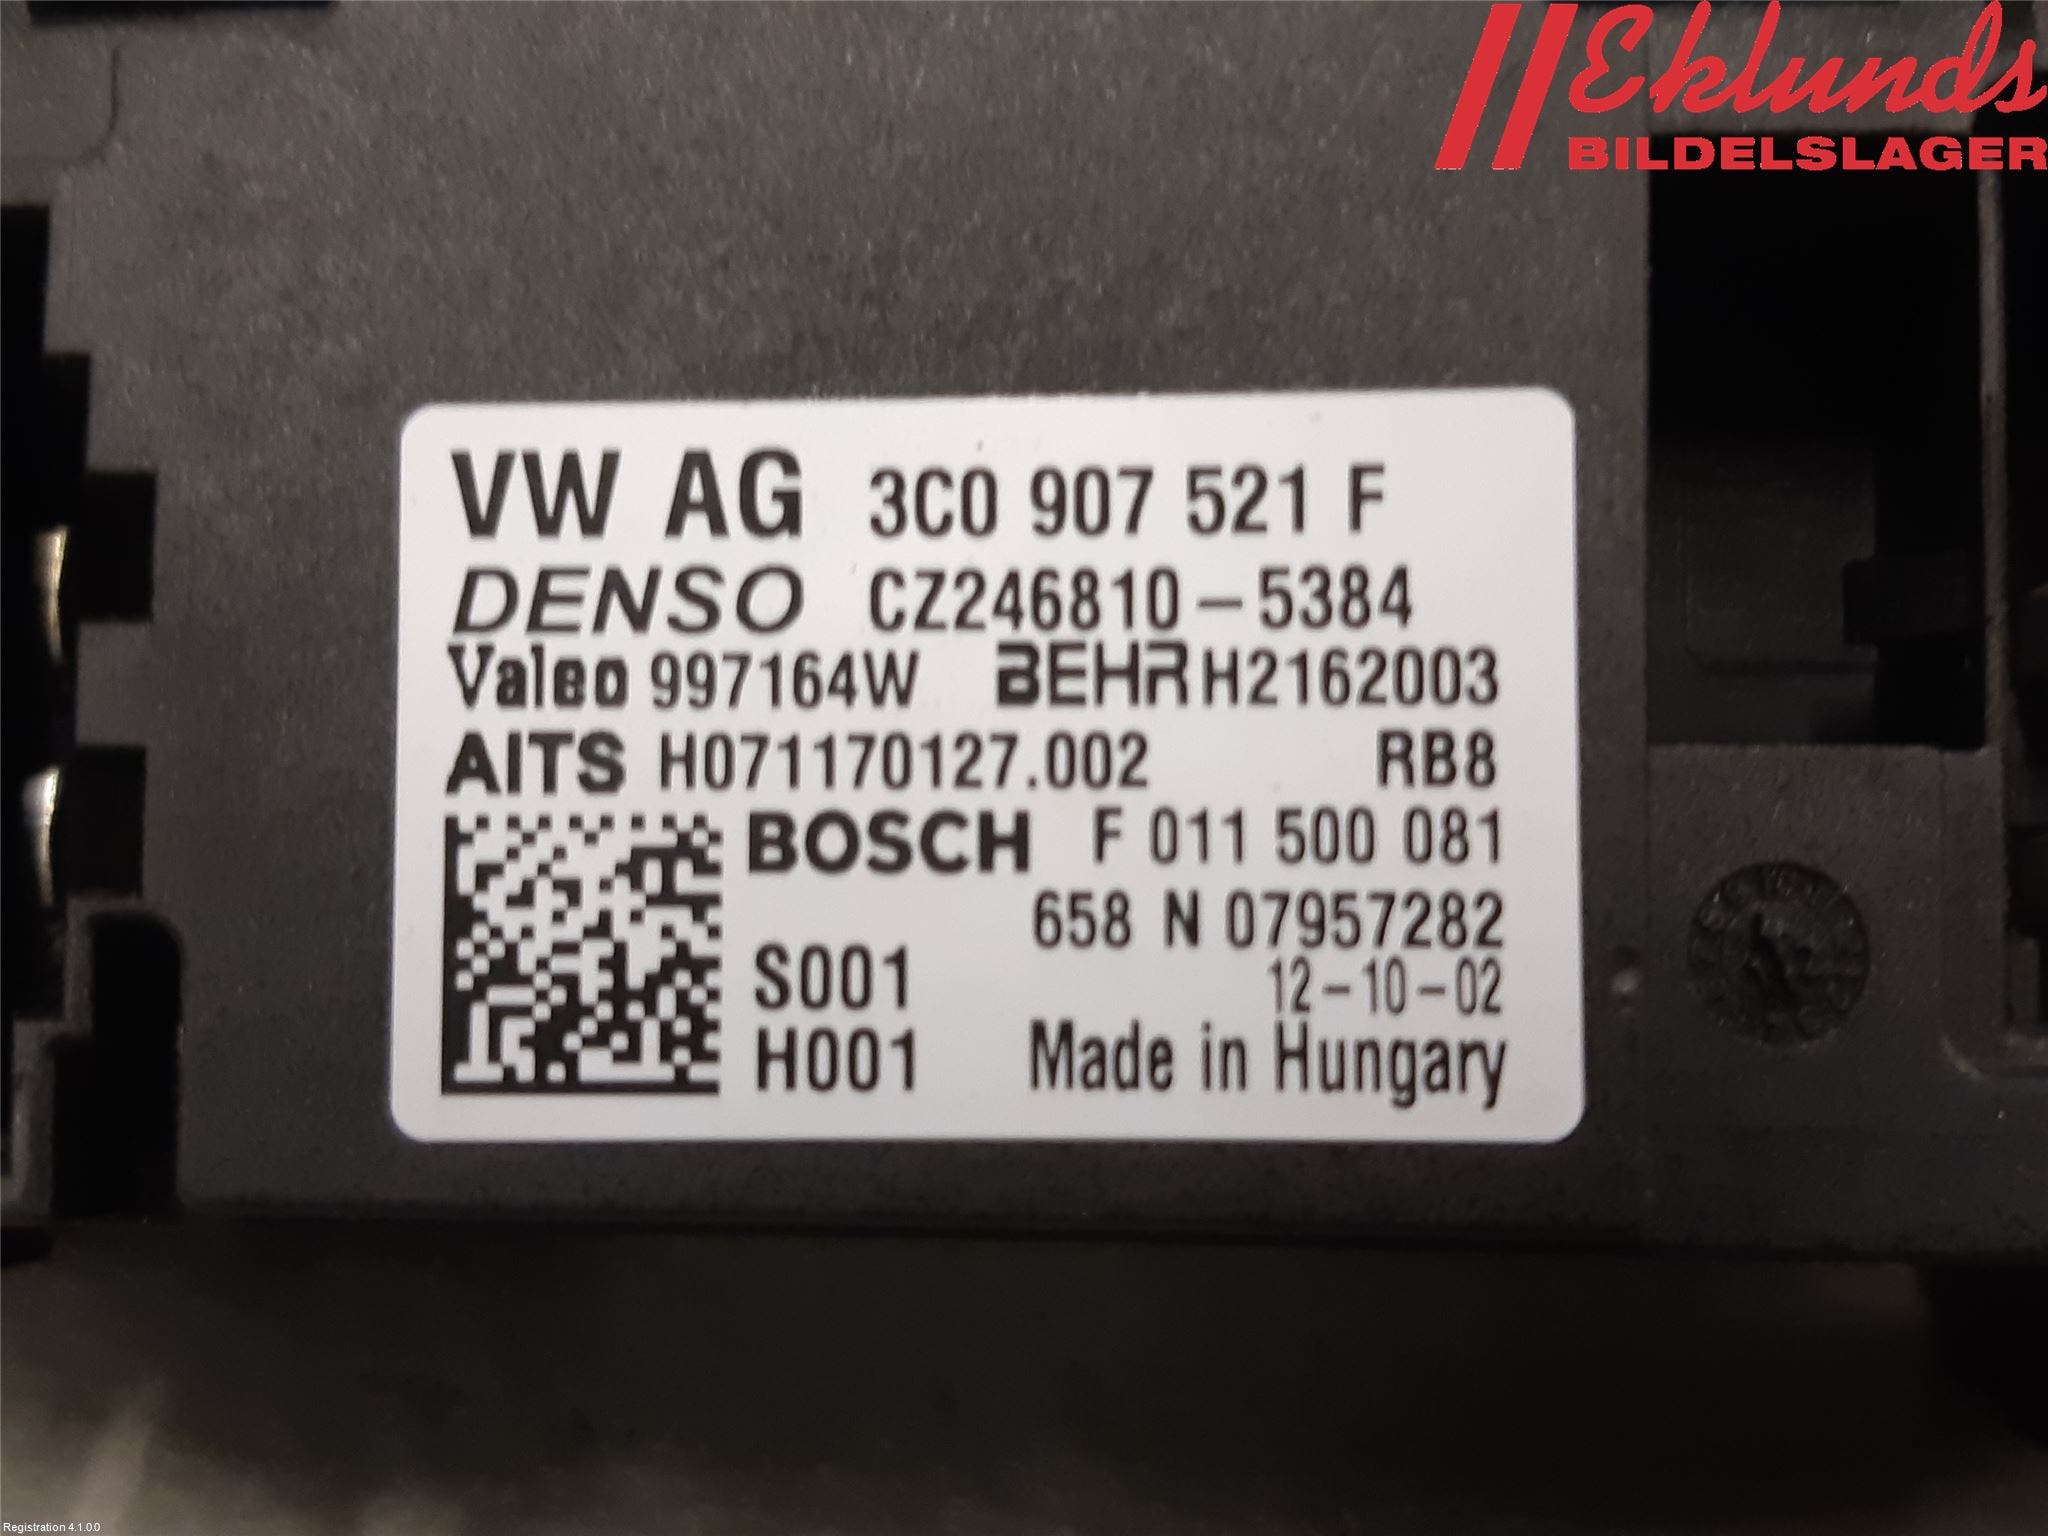 Eklunds
BILDELSLAGER
VW AG 3C0 907 521 F
DENSO CZ246810-5384
Valeo 997164W BEHR H2162003
AITS H071170127.002 RB8
BOSCH F 011 500 081
658 N 07957282
S001 12-10-02
H001 Made in Hungary
Registration 4.1.0.0